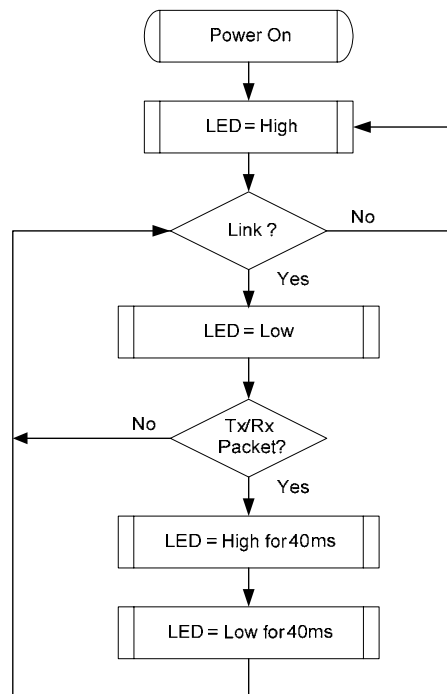 Power On
LED = High
Link ?
No
Yes
LED = Low
No
Tx/Rx
Packet?
Yes
LED = High for 40ms
LED = Low for 40ms